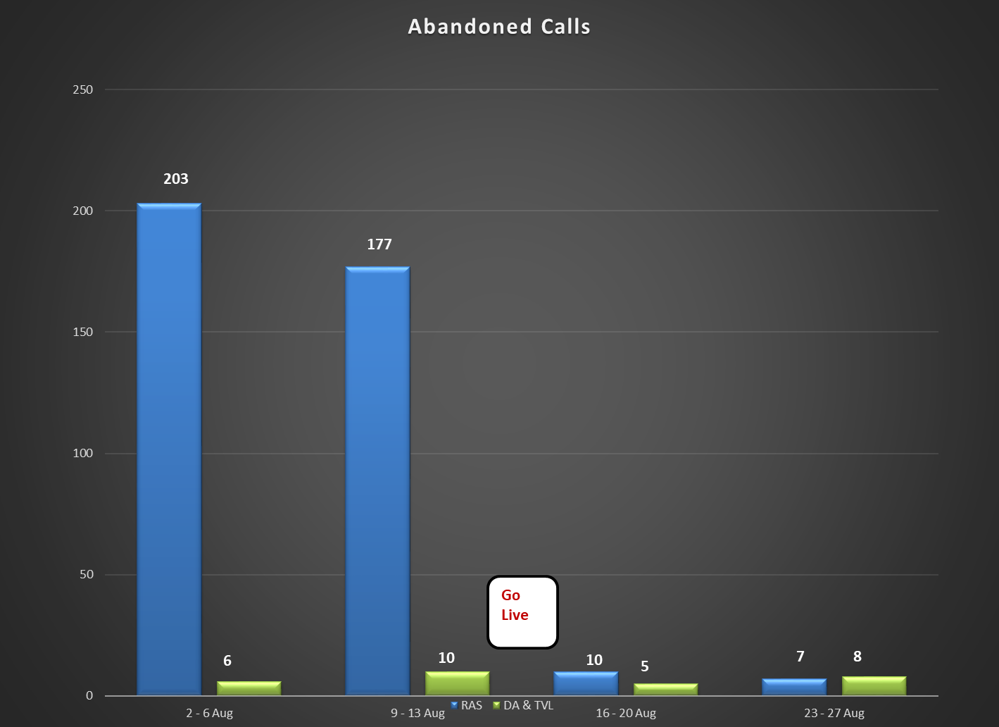 Abandoned Calls
250
200
150
100
50
0
203
177
6
10
10
5
7
8
Go
Live
2 - 6 Aug
9 - 13 Aug
16 - 20 Aug
23 - 27 Aug
RAS
DA & TVL